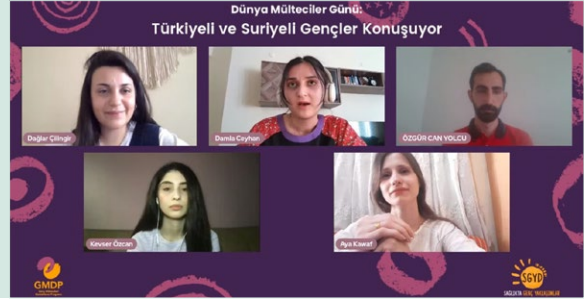 Dünya Mülteciler Günü:
Türkiyeli ve Suriyeli Gençler Konuşuyor
Dağlar Çilingir
Damla Ceyhan
ÖZGÜR CAN YOLCU
Kevser Özcan
Aya Kawaf
GMDP
SGYD
SAĞLIKTA GENÇ YAKLAŞIMLAR